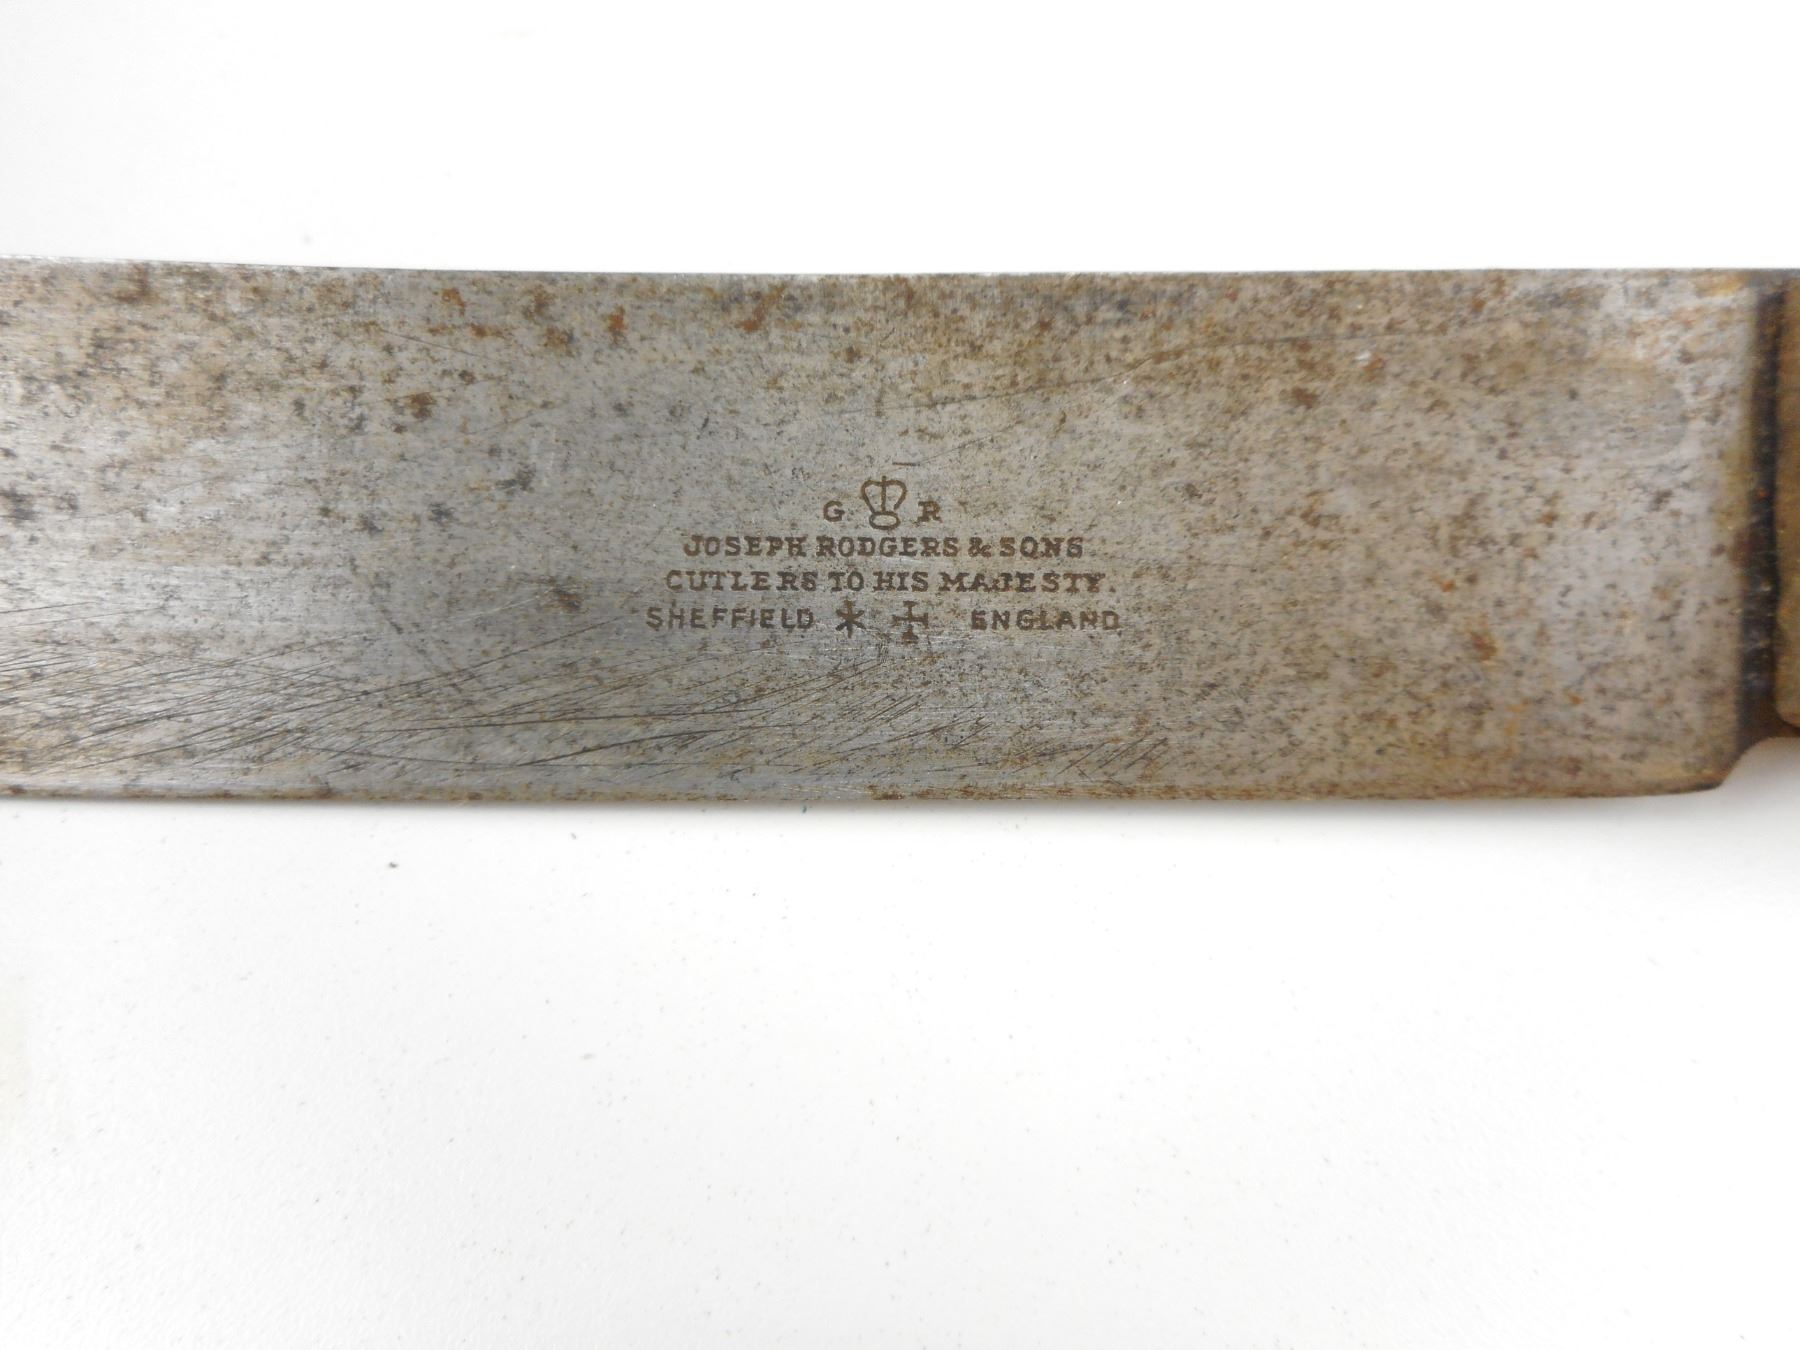 G R
JOSEPH RODGERS & SONS
CUTLERS TO HIS MAJESTY.
SHEFFIELD ENGLAND